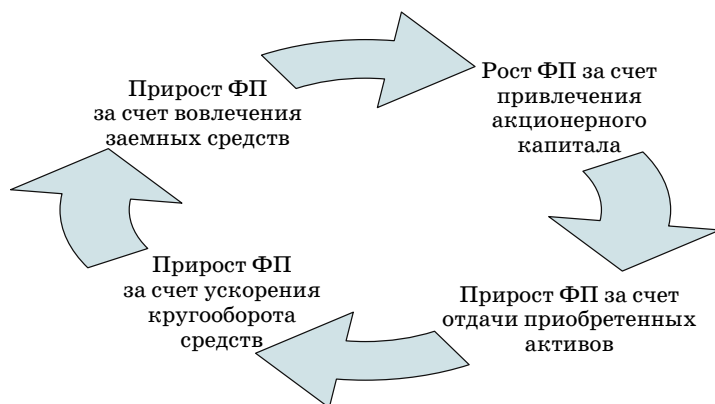 Прирост ФП
за счет вовлечения
заемных средств
Рост ФП за счет
привлечения
акционерного
капитала
Прирост ФП за счет
отдачи приобретенных
активов
Прирост ФП
за счет ускорения
кругооборота
средств